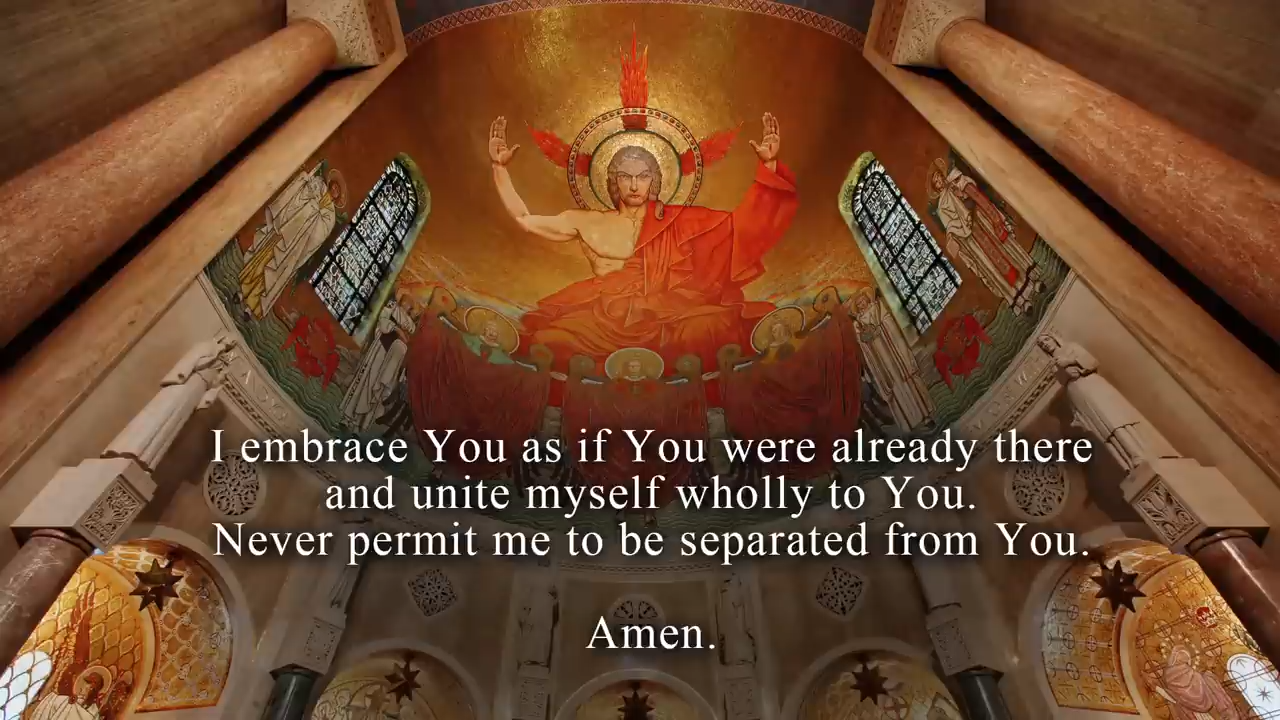 I embrace You as if You were already there
and unite myself wholly to You.
Never permit me to be separated from You.
Amen.